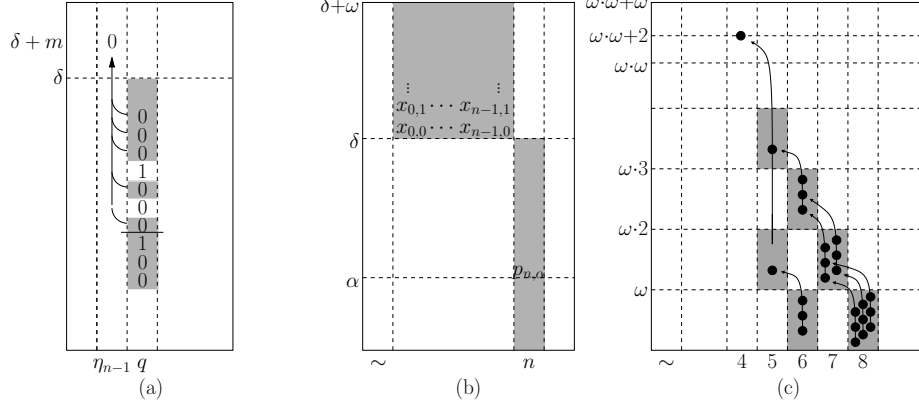 δ + m
0
δ
0
0
0
1
0
0
0
1
0
0
η_{n−1} q
(a)
δ+ω
⋮ ⋮
x_{0,1} ⋯ x_{n−1,1}
x_{0,0} ⋯ x_{n−1,0}
δ
α
p_{n,α}
∼ n
(b)
ω·ω+ω
ω·ω+2
ω·ω
ω·3
ω·2
ω
∼ 4 5 6 7 8
(c)